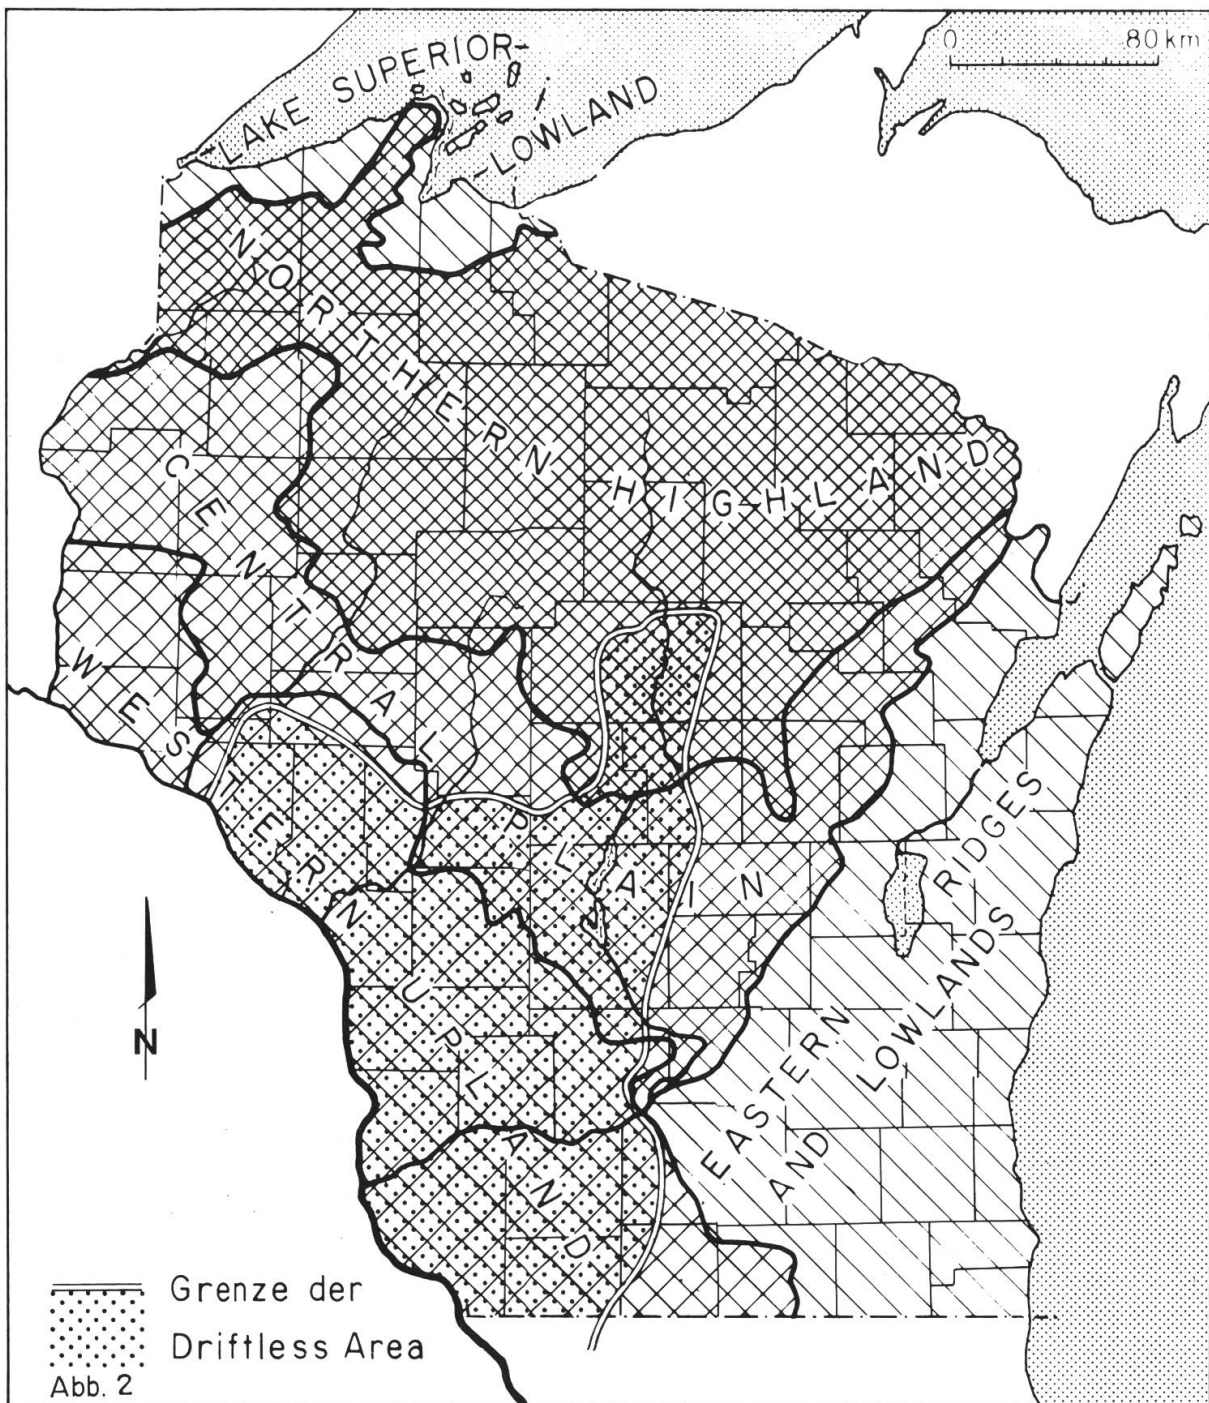 0 80 km
LAKE SUPERIOR-
-LOWLAND
NORTHERN HIGHLAND
CENTRAL PLAIN
WESTERN UPLAND
EASTERN RIDGES
AND LOWLANDS
N
Grenze der
Driftless Area
Abb. 2